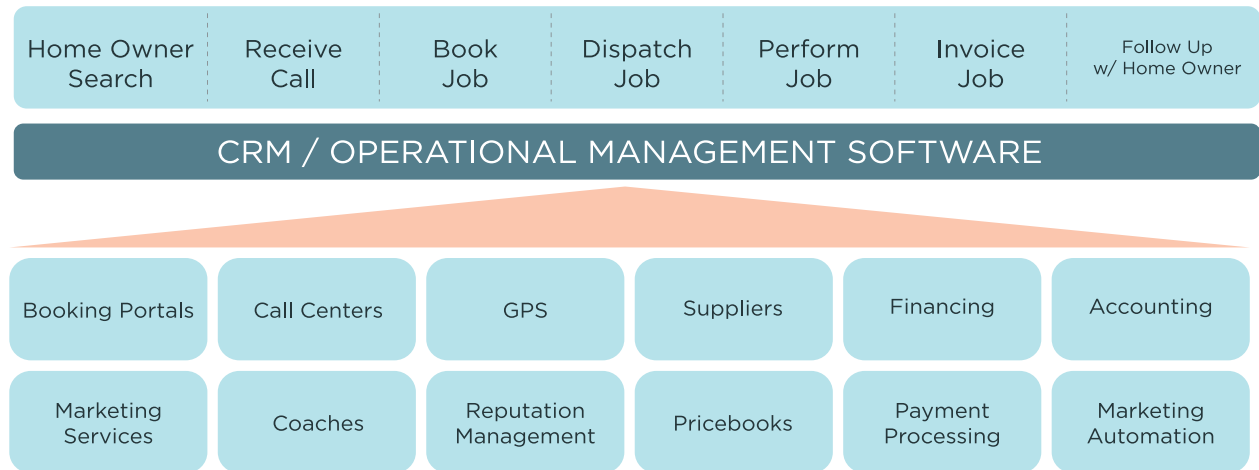 Home Owner
Search
Receive
Call
Book
Job
Dispatch
Job
Perform
Job
Invoice
Job
Follow Up
w/ Home Owner
CRM / OPERATIONAL MANAGEMENT SOFTWARE
Booking Portals
Call Centers
GPS
Suppliers
Financing
Accounting
Marketing
Services
Coaches
Reputation
Management
Pricebooks
Payment
Processing
Marketing
Automation